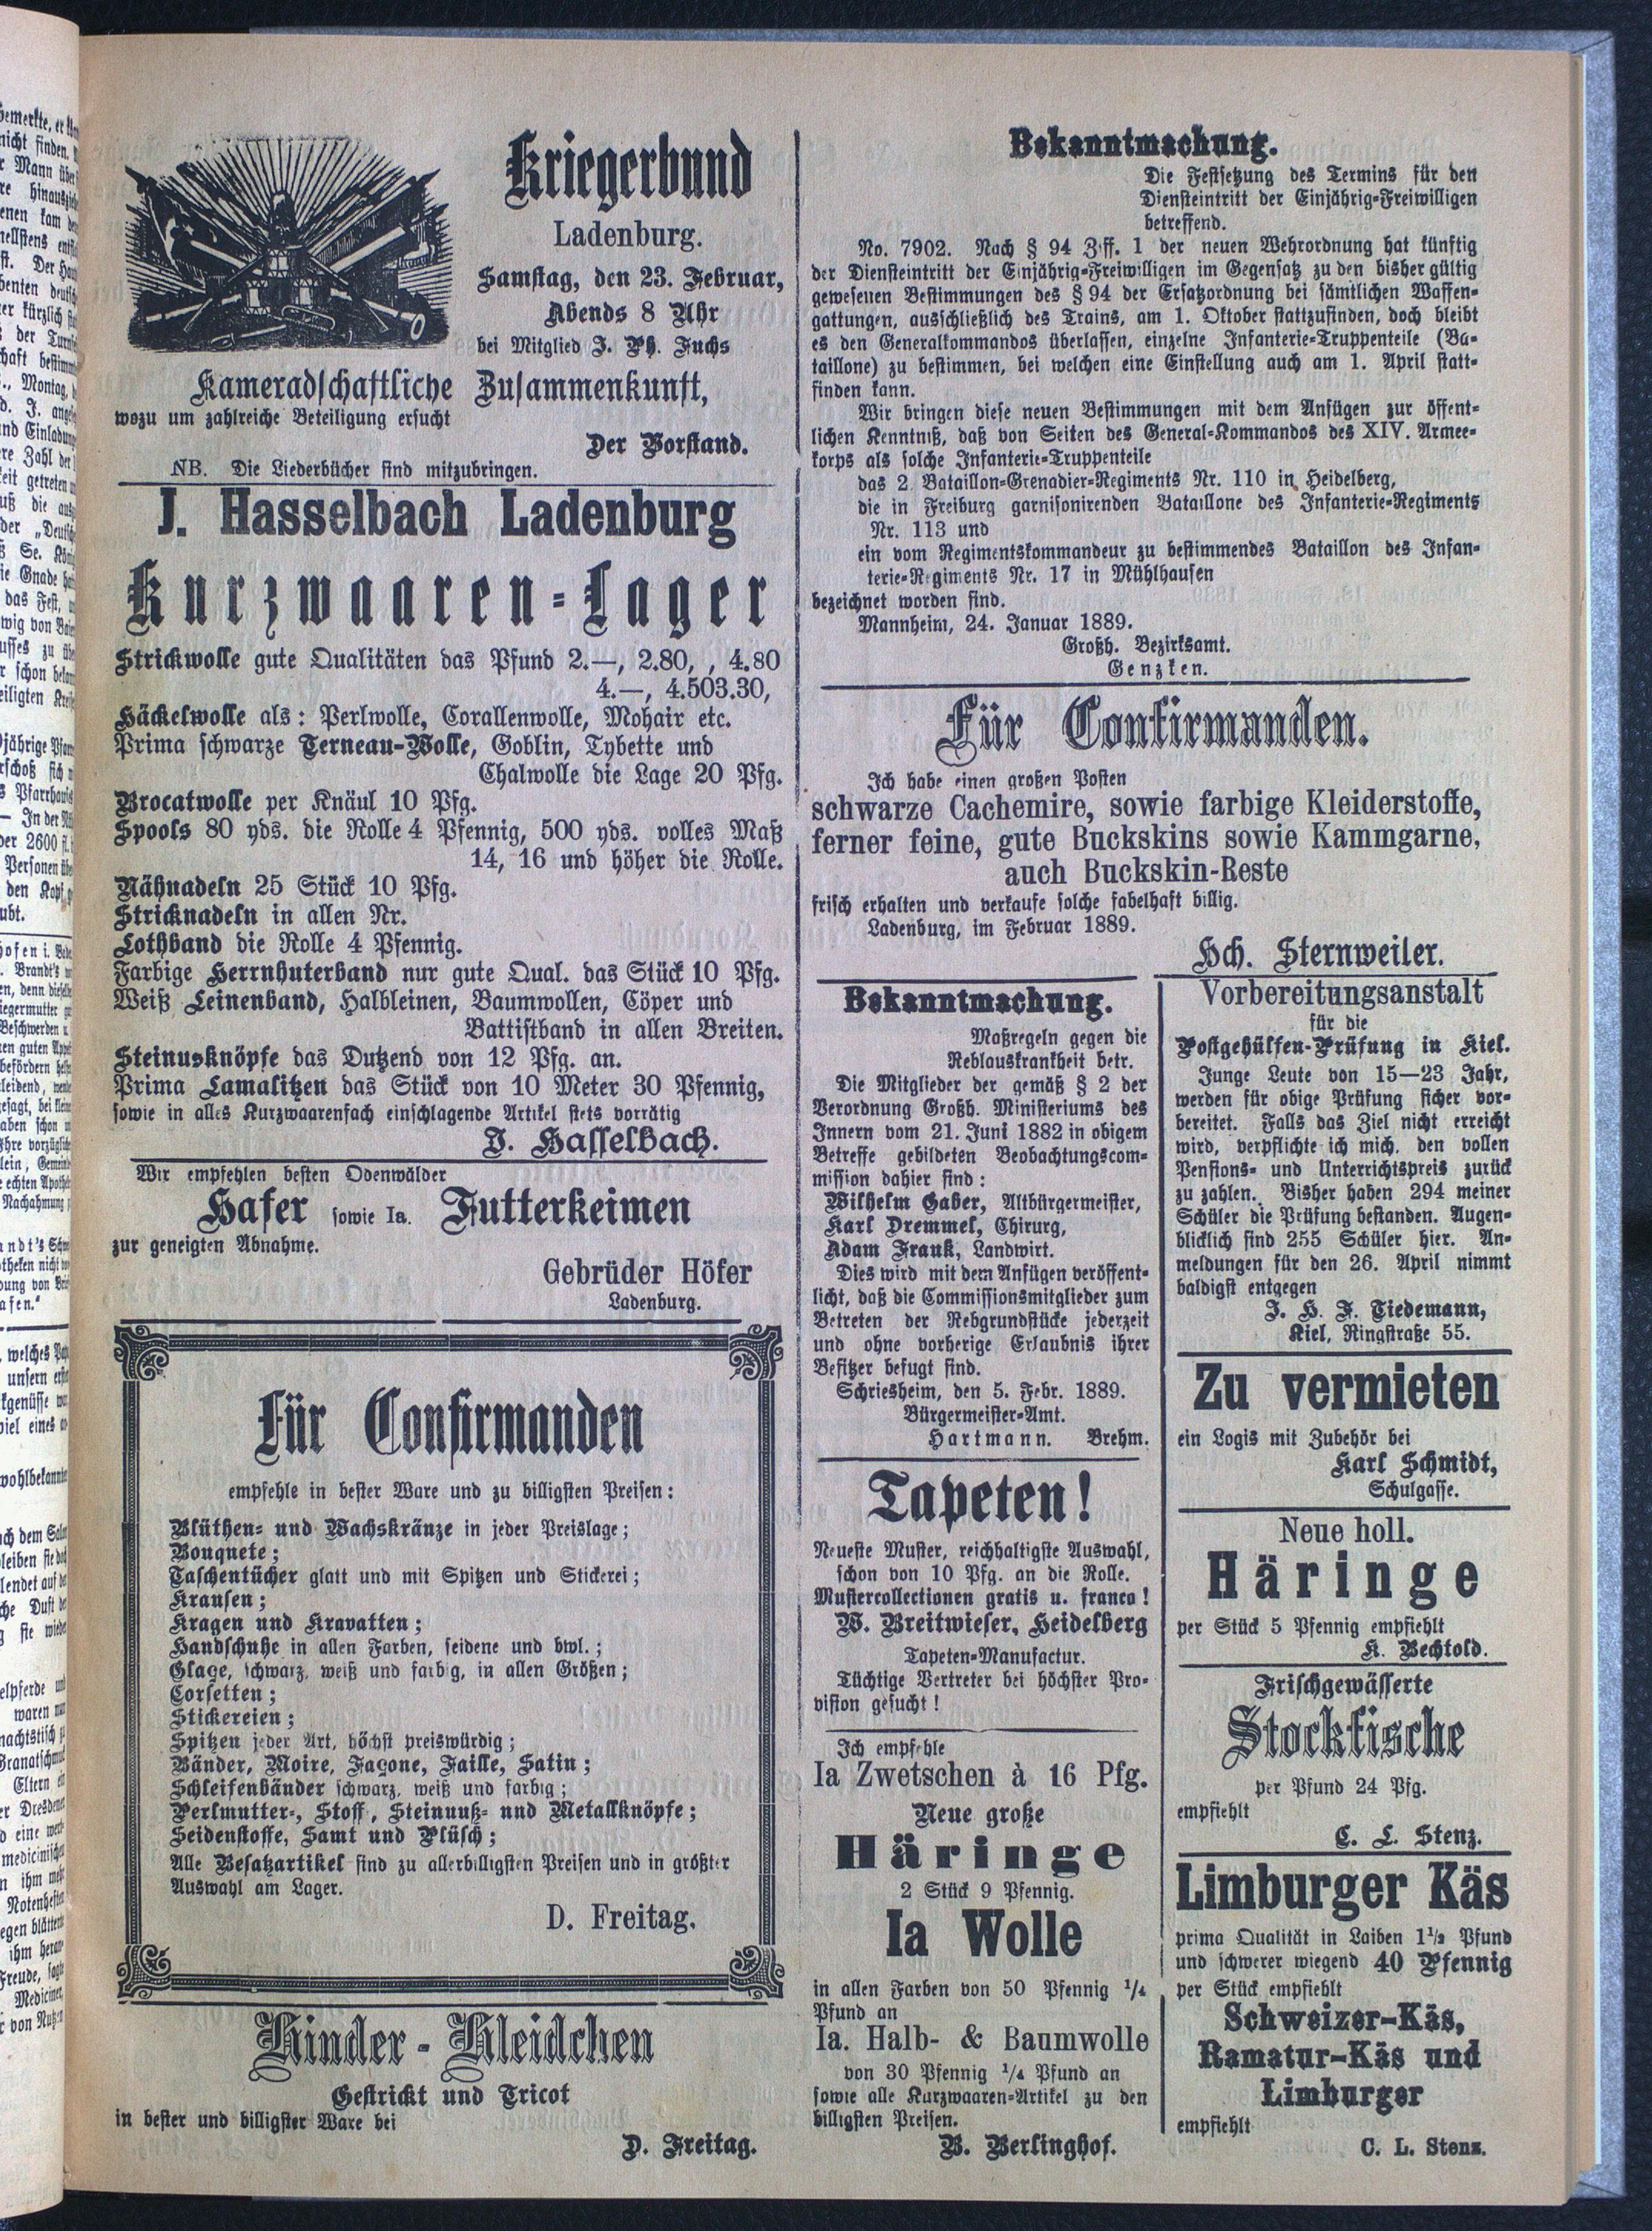 Kriegerbund
Ladenburg.
Samstag, den 23. Februar,
Abends 8 Uhr
bei Mitglied J. Ph. Fuchs
Kameradschaftliche Zusammenkunft,
wozu um zahlreiche Beteiligung ersucht
Der Vorstand.
NB. Die Liederbücher sind mitzubringen.
J. Hasselbach Ladenburg
Kurzwaaren-Lager
Strickwolle gute Qualitäten das Pfund 2.—, 2.80, , 4.80
4.—, 4.503.30,
Häckelwolle als: Perlwolle, Corallenwolle, Mohair etc.
Prima schwarze Terneau-Wolle, Goblin, Tybette und
Chalwolle die Lage 20 Pfg.
Brocatwolle per Knäul 10 Pfg.
Spools 80 yds. die Rolle 4 Pfennig, 500 yds. volles Maß
14, 16 und höher die Rolle.
Nähnadeln 25 Stück 10 Pfg.
Stricknadeln in allen Nr.
Lothband die Rolle 4 Pfennig.
Farbige Herrnhuterband nur gute Qual. das Stück 10 Pfg.
Weiß Leinenband, Halbleinen, Baumwollen, Cöper und
Battistband in allen Breiten.
Steinusknöpfe das Dutzend von 12 Pfg. an.
Prima Lamalitzen das Stück von 10 Meter 30 Pfennig,
sowie in alles Kurzwaarenfach einschlagende Artikel stets vorrätig
J. Hasselbach.
Wir empfehlen besten Odenwälder
Hafer sowie Ia. Futterkeimen
zur geneigten Abnahme.
Gebrüder Höfer
Ladenburg.
Für Confirmanden
empfehle in bester Ware und zu billigsten Preisen:
Blüthen- und Wachskränze in jeder Preislage;
Bouquete;
Taschentücher glatt und mit Spitzen und Stickerei;
Krausen;
Kragen und Kravatten;
Handschuhe in allen Farben, seidene und bwl.;
Glage, schwarz, weiß und farbig, in allen Größen;
Corsetten;
Stickereien;
Spitzen jeder Art, höchst preiswürdig;
Bänder, Moire, Façone, Faille, Satin;
Schleifenbänder schwarz, weiß und farbig;
Perlmutter-, Stoff, Steinuuß- und Metallknöpfe;
Seidenstoffe, Samt und Plüsch;
Alle Besatzartikel sind zu allerbilligsten Preisen und in größter
Auswahl am Lager.
D. Freitag.
Kinder-Kleidchen
Gestrickt und Tricot
in bester und billigster Ware bei
D. Freitag.
Bekanntmachung.
Die Festsetzung des Termins für den
Diensteintritt der Einjährig-Freiwilligen
betreffend.
No. 7902. Nach § 94 Ziff. 1 der neuen Wehrordnung hat künftig
der Diensteintritt der Einjährig-Freiwilligen im Gegensatz zu den bisher gültig
gewesenen Bestimmungen des § 94 der Ersatzordnung bei sämtlichen Waffen-
gattungen, ausschließlich des Trains, am 1. Oktober stattzufinden, doch bleibt
es den Generalkommandos überlassen, einzelne Infanterie-Truppenteile (Ba-
taillone) zu bestimmen, bei welchen eine Einstellung auch am 1. April statt-
finden kann.
Wir bringen diese neuen Bestimmungen mit dem Anfügen zur öffent-
lichen Kenntniß, daß von Seiten des General-Kommandos des XIV. Armee-
korps als solche Infanterie-Truppenteile
das 2 Bataillon-Grenadier-Regiments Nr. 110 in Heidelberg,
die in Freiburg garnisonirenden Bataillone des Infanterie-Regiments
Nr. 113 und
ein vom Regimentskommandeur zu bestimmendes Bataillon des Infan-
terie-Regiments Nr. 17 in Mühlhausen
bezeichnet worden sind.
Mannheim, 24. Januar 1889.
Großh. Bezirksamt.
Genzken.
Für Confirmanden.
Ich habe einen großen Posten
schwarze Cachemire, sowie farbige Kleiderstoffe,
ferner feine, gute Buckskins sowie Kammgarne,
auch Buckskin-Reste
frisch erhalten und verkaufe solche fabelhaft billig.
Ladenburg, im Februar 1889.
Hch. Sternweiler.
Bekanntmachung.
Maßregeln gegen die
Reblauskrankheit betr.
Die Mitglieder der gemäß § 2 der
Verordnung Großh. Ministeriums des
Innern vom 21. Juni 1882 in obigem
Betreffe gebildeten Beobachtungscom-
mission dahier sind:
Wilhelm Gaber, Altbürgermeister,
Karl Dremmel, Chirurg,
Adam Frank, Landwirt.
Dies wird mit dem Anfügen veröffent-
licht, daß die Commissionsmitglieder zum
Betreten der Rebgrundstücke jederzeit
und ohne vorherige Erlaubnis ihrer
Besitzer befugt sind.
Schriesheim, den 5. Febr. 1889.
Bürgermeister-Amt.
Hartmann. Brehm.
Tapeten!
Neueste Muster, reichhaltigste Auswahl,
schon von 10 Pfg. an die Rolle.
Mustercollectionen gratis u. franco!
W. Breitwieser, Heidelberg
Tapeten-Manufactur.
Tüchtige Vertreter bei höchster Pro-
vision gesucht!
Ich empfehle
Ia Zwetschen à 16 Pfg.
Neue große
Häringe
2 Stück 9 Pfennig.
Ia Wolle
in allen Farben von 50 Pfennig 1/4
Pfund an
Ia. Halb- & Baumwolle
von 30 Pfennig 1/4 Pfund an
sowie alle Kurzwaaren-Artikel zu den
billigsten Preisen.
B. Berlinghof.
Vorbereitungsanstalt
für die
Postgehülfen-Prüfung in Kiel.
Junge Leute von 15—23 Jahr,
werden für obige Prüfung sicher vor-
bereitet. Falls das Ziel nicht erreicht
wird, verpflichte ich mich, den vollen
Pensions- und Unterrichtspreis zurück
zu zahlen. Bisher haben 294 meiner
Schüler die Prüfung bestanden. Augen-
blicklich sind 255 Schüler hier. An-
meldungen für den 26. April nimmt
baldigst entgegen
J. H. F. Tiedemann,
Kiel, Ringstraße 55.
Zu vermieten
ein Logis mit Zubehör bei
Karl Schmidt,
Schulgasse.
Neue holl.
Häringe
per Stück 5 Pfennig empfiehlt
K. Bechtold.
Frischgewässerte
Stockfische
per Pfund 24 Pfg.
empfiehlt
C. L. Stenz.
Limburger Käs
prima Qualität in Laiben 1 1/2 Pfund
und schwerer wiegend 40 Pfennig
per Stück empfiehlt
Schweizer-Käs,
Ramatur-Käs und
Limburger
empfiehlt
C. L. Stenz.